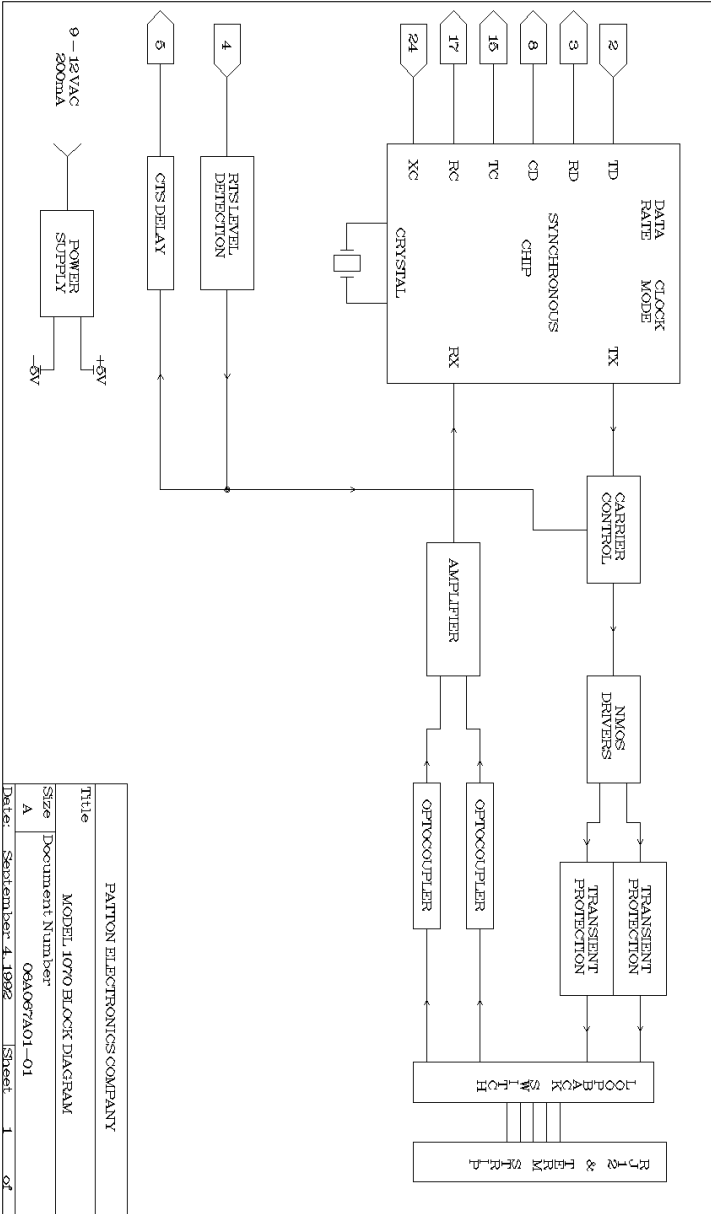 2
3
8
15
17
24
4
5
DATA
RATE
CLOCK
MODE
TD
RD
CD
TC
RC
XC
SYNCHRONOUS
CHIP
TX
RX
CRYSTAL
CARRIER
CONTROL
NMOS
DRIVERS
TRANSIENT
PROTECTION
TRANSIENT
PROTECTION
AMPLIFIER
OPTOCOUPLER
OPTOCOUPLER
LOOPBACK SWITCH
RJ12 & TERM STRIP
RTS LEVEL
DETECTION
CTS DELAY
9-12VAC
200mA
POWER
SUPPLY
+5V
-5V
PATTON ELECTRONICS COMPANY
Title
MODEL 1070 BLOCK DIAGRAM
Size Document Number
A 06A067A01-01
Date: September 4, 1992 Sheet 1 of